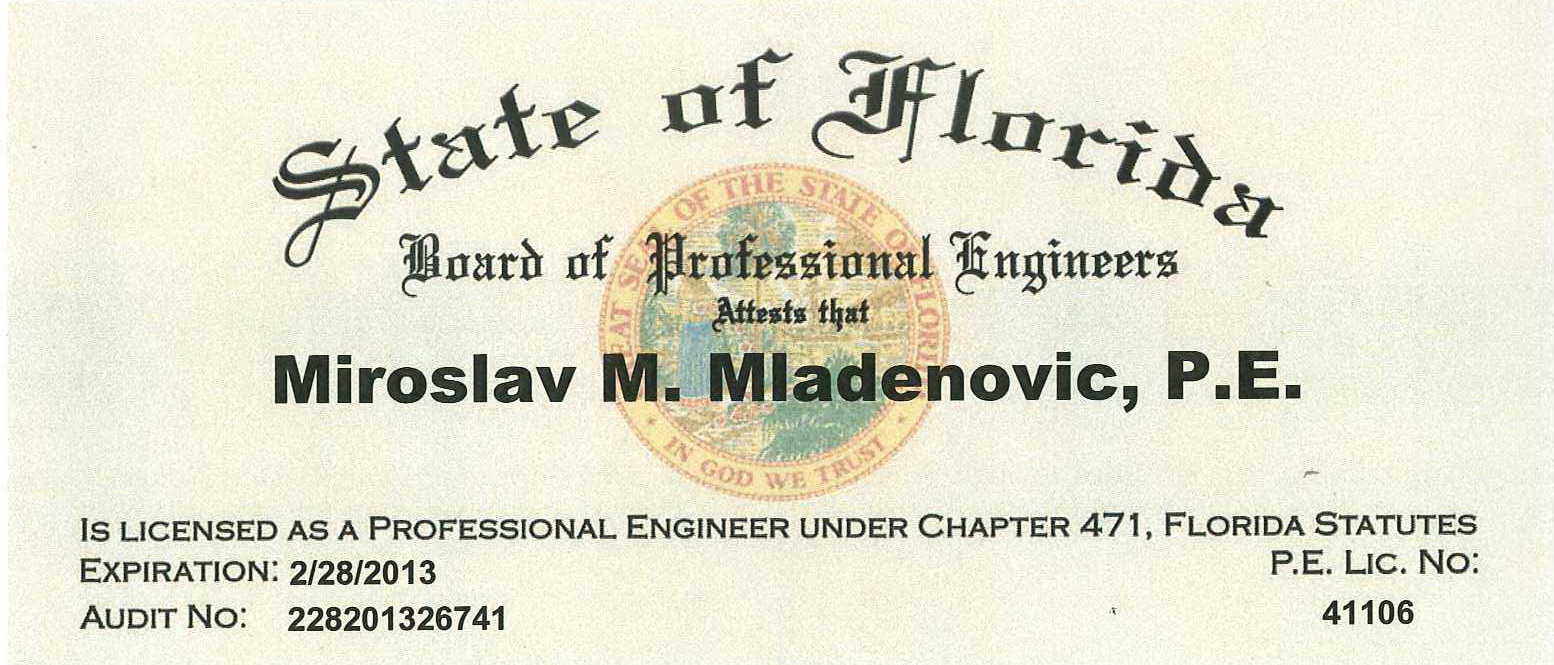 State of Florida
Board of Professional Engineers
Attests that
Miroslav M. Mladenovic, P.E.
IS LICENSED AS A PROFESSIONAL ENGINEER UNDER CHAPTER 471, FLORIDA STATUTES
EXPIRATION: 2/28/2013
P.E. LIC. NO:
AUDIT NO: 228201326741
41106
GREAT SEAL OF THE STATE OF FLORIDA
IN GOD WE TRUST